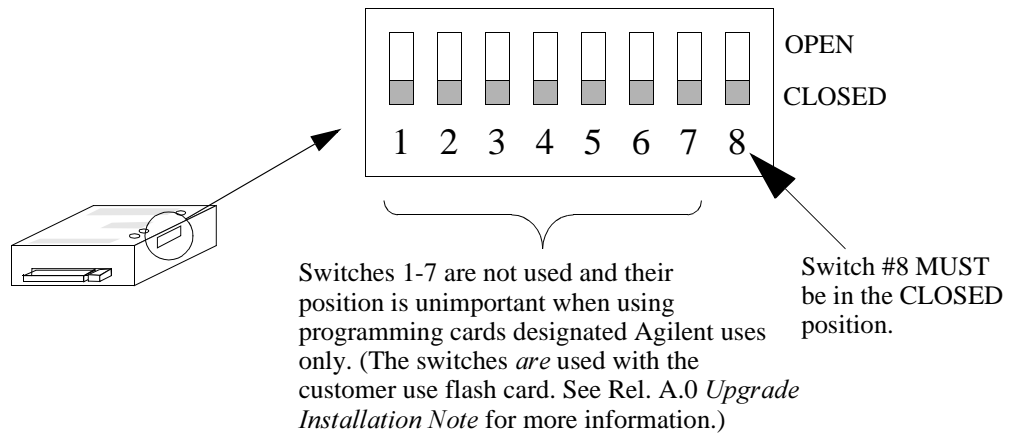 OPEN
CLOSED
1 2 3 4 5 6 7 8
Switches 1-7 are not used and their
position is unimportant when using
programming cards designated Agilent uses
only. (The switches are used with the
customer use flash card. See Rel. A.0 Upgrade
Installation Note for more information.)
Switch #8 MUST
be in the CLOSED
position.